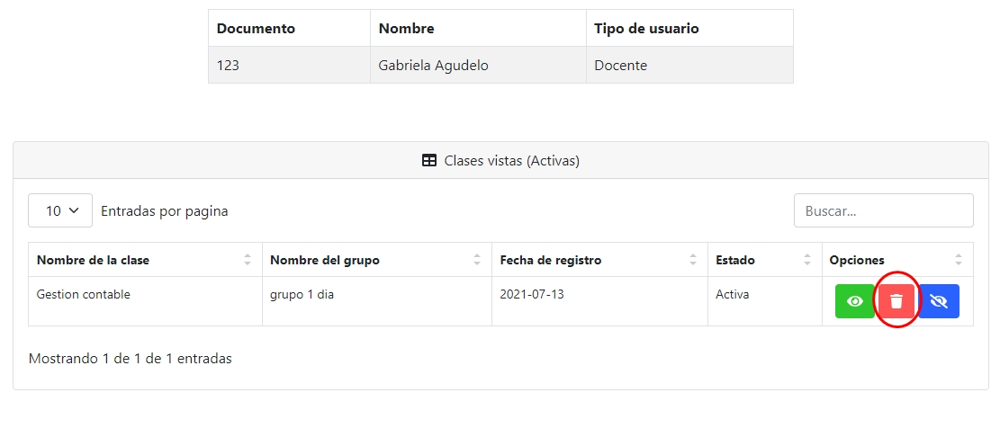 Documento Nombre Tipo de usuario
123 Gabriela Agudelo Docente
Clases vistas (Activas)
10 Entradas por pagina Buscar...
Nombre de la clase Nombre del grupo Fecha de registro Estado Opciones
Gestion contable grupo 1 dia 2021-07-13 Activa
Mostrando 1 de 1 de 1 entradas